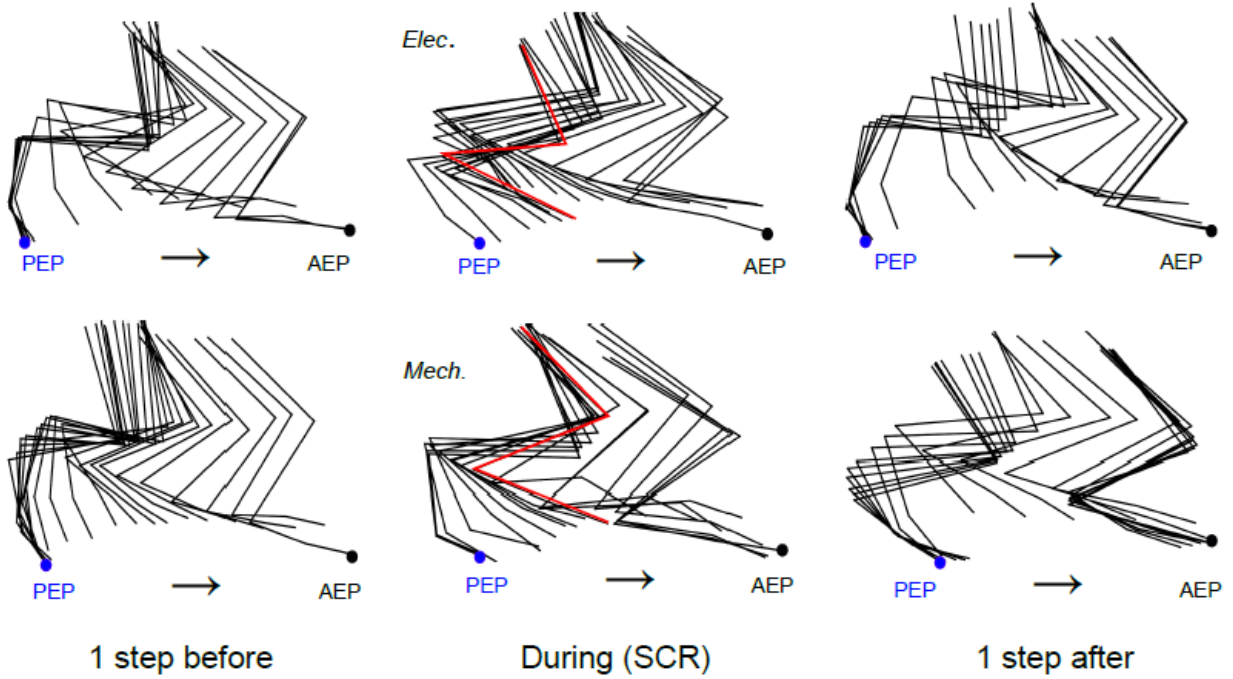 Elec.
PEP → AEP
PEP → AEP
PEP → AEP
Mech.
PEP → AEP
PEP → AEP
PEP → AEP
1 step before
During (SCR)
1 step after